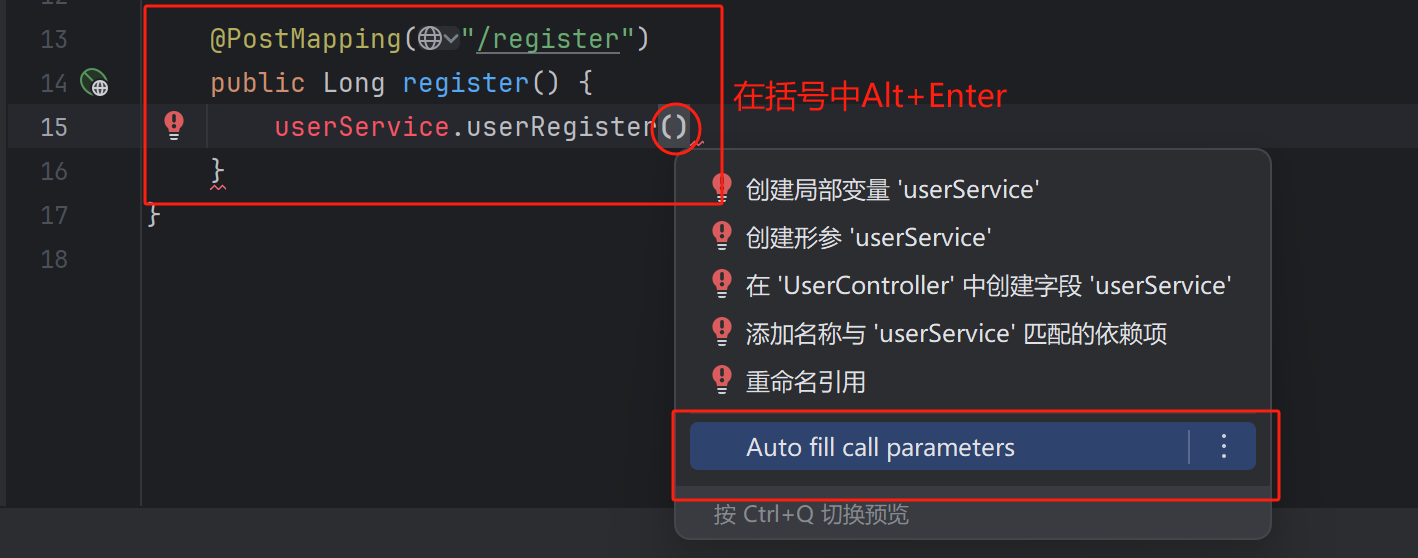 12
13 @PostMapping("/register")
14 public Long register() {
在括号中Alt+Enter
15 userService.userRegister()
16 }
17 }
18
创建局部变量 'userService'
创建形参 'userService'
在 'UserController' 中创建字段 'userService'
添加名称与 'userService' 匹配的依赖项
重命名引用
Auto fill call parameters
按 Ctrl+Q 切换预览